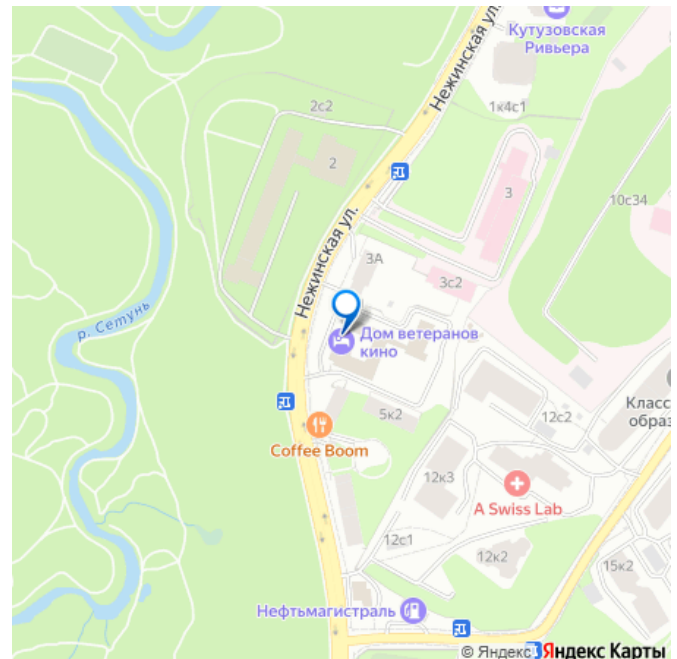 Кутузовская
Ривьера
Нежинская ул.
1к4с1
2с2
2
3
10с34
Нежинская ул.
3А
3с2
р. Сетунь
Дом ветеранов
кино
5к2
12с2
Класс
образ
Coffee Boom
12к3
A Swiss Lab
12с1
12к2
15к2
Нефтьмагистраль
© Яндекс Яндекс Карты